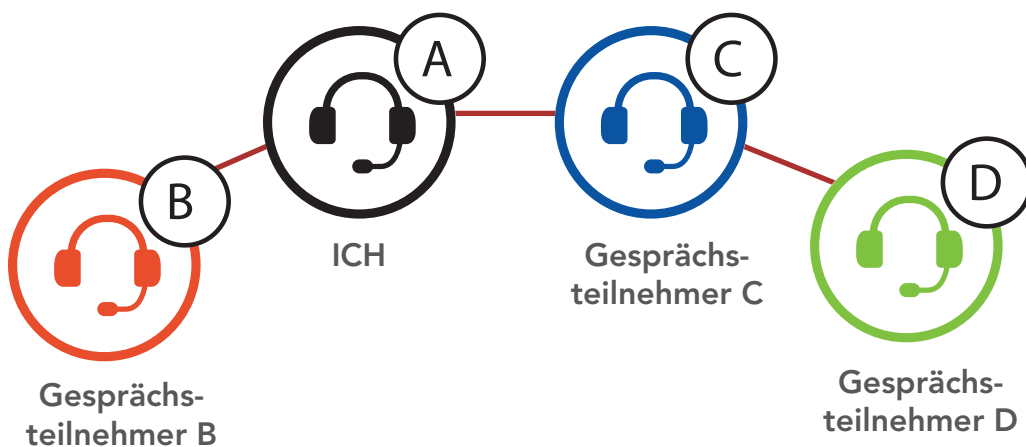 A
C
B
D
ICH
Gesprächs-
teilnehmer C
Gesprächs-
teilnehmer B
Gesprächs-
teilnehmer D